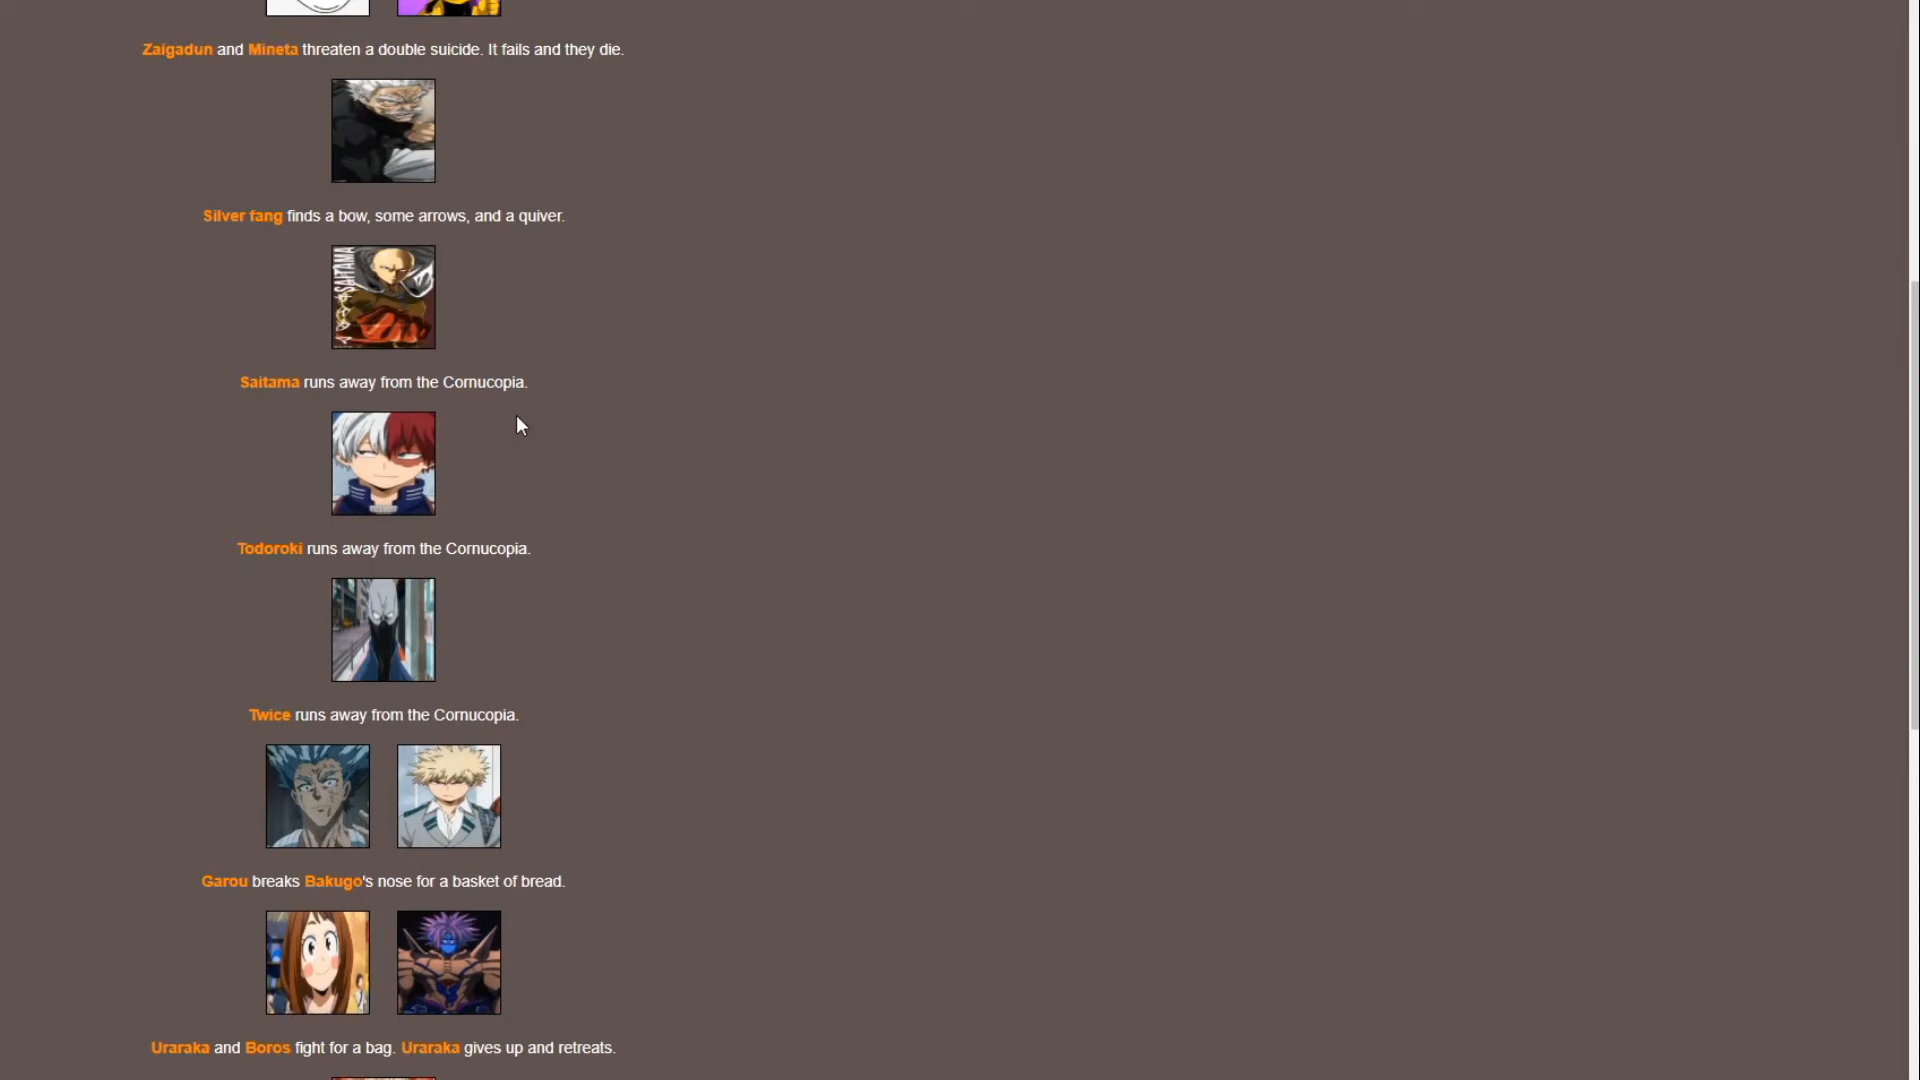 Zaigadun and Mineta threaten a double suicide. It fails and they die.
Silver fang finds a bow, some arrows, and a quiver.
SAITAMA
Saitama runs away from the Cornucopia.
Todoroki runs away from the Cornucopia.
Twice runs away from the Cornucopia.
Garou breaks Bakugo's nose for a basket of bread.
Uraraka and Boros fight for a bag. Uraraka gives up and retreats.